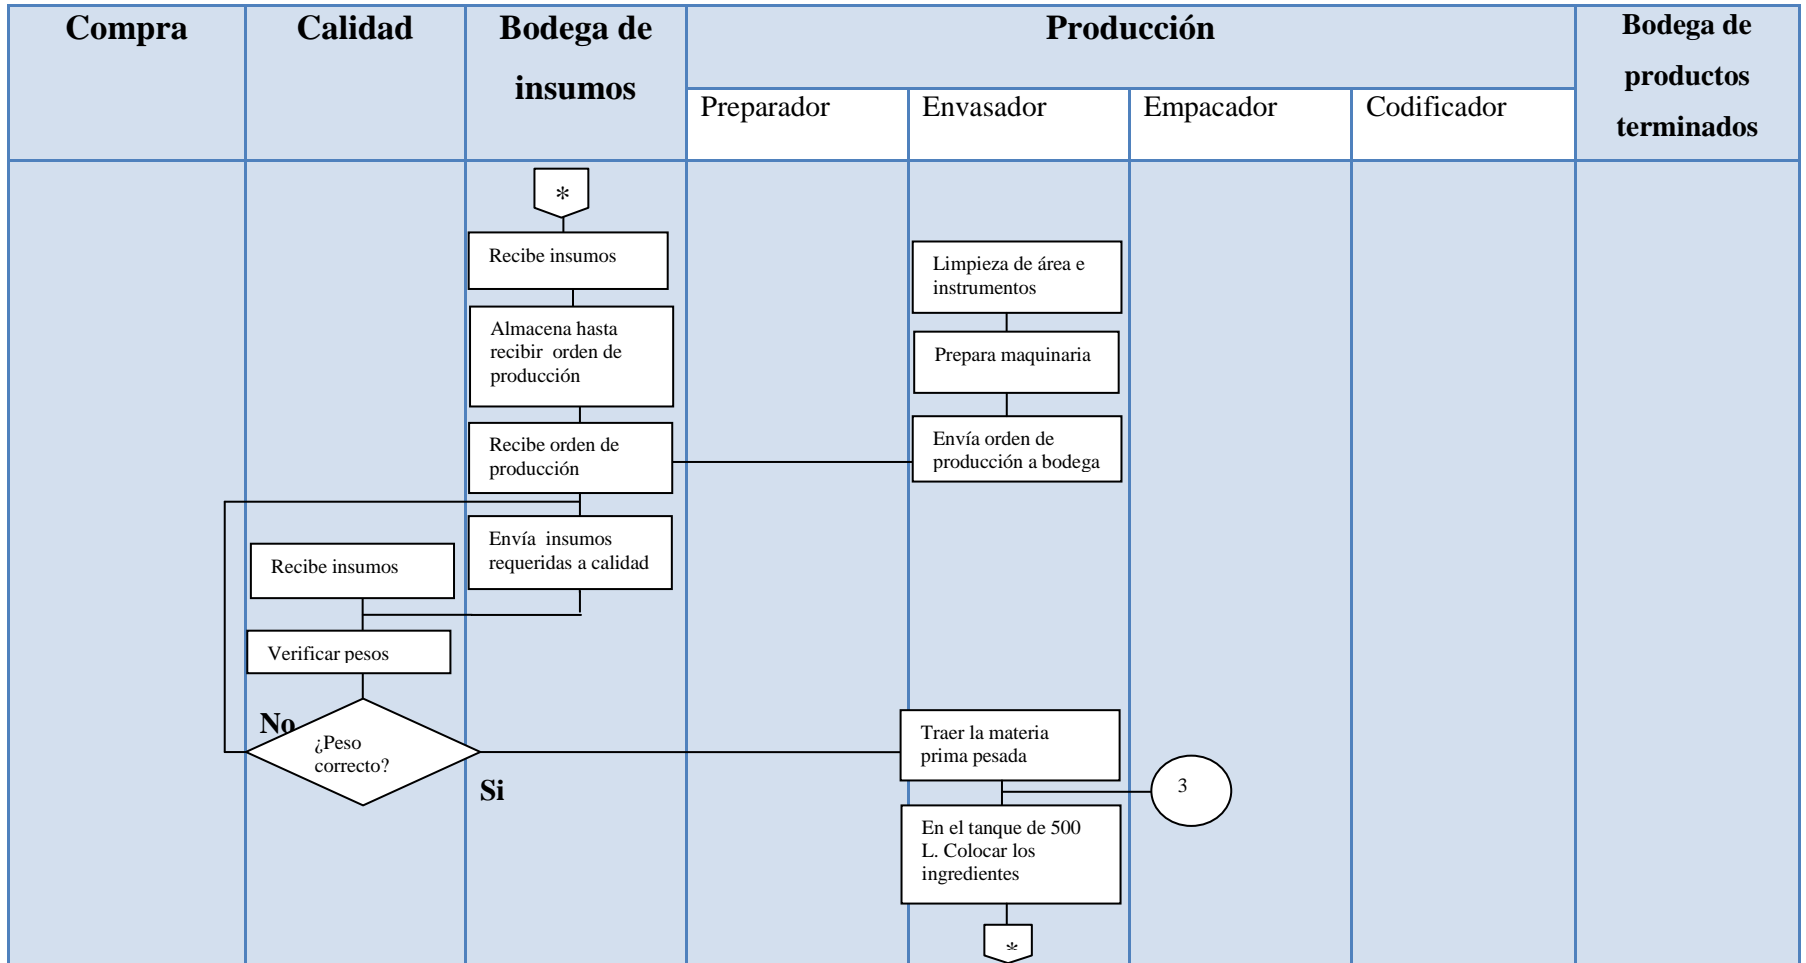 Compra
Calidad
Bodega de
insumos
Producción
Bodega de
productos
terminados
Preparador
Envasador
Empacador
Codificador
*
Recibe insumos
Almacena hasta
recibir orden de
producción
Recibe orden de
producción
Envía insumos
requeridas a calidad
Limpieza de área e
instrumentos
Prepara maquinaria
Envía orden de
producción a bodega
Recibe insumos
Verificar pesos
No
¿Peso
correcto?
Si
Traer la materia
prima pesada
3
En el tanque de 500
L. Colocar los
ingredientes
*